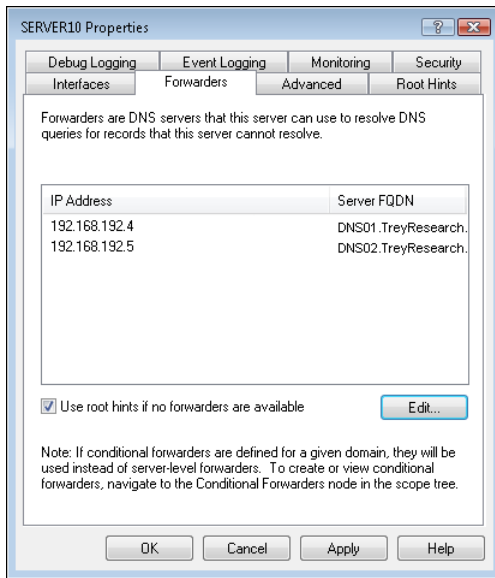 SERVER10 Properties
Debug Logging Event Logging Monitoring Security
Interfaces Forwarders Advanced Root Hints
Forwarders are DNS servers that this server can use to resolve DNS
queries for records that this server cannot resolve.
IP Address Server FQDN
192.168.192.4 DNS01.TreyResearch.
192.168.192.5 DNS02.TreyResearch.
Use root hints if no forwarders are available Edit...
Note: If conditional forwarders are defined for a given domain, they will be
used instead of server-level forwarders. To create or view conditional
forwarders, navigate to the Conditional Forwarders node in the scope tree.
OK Cancel Apply Help